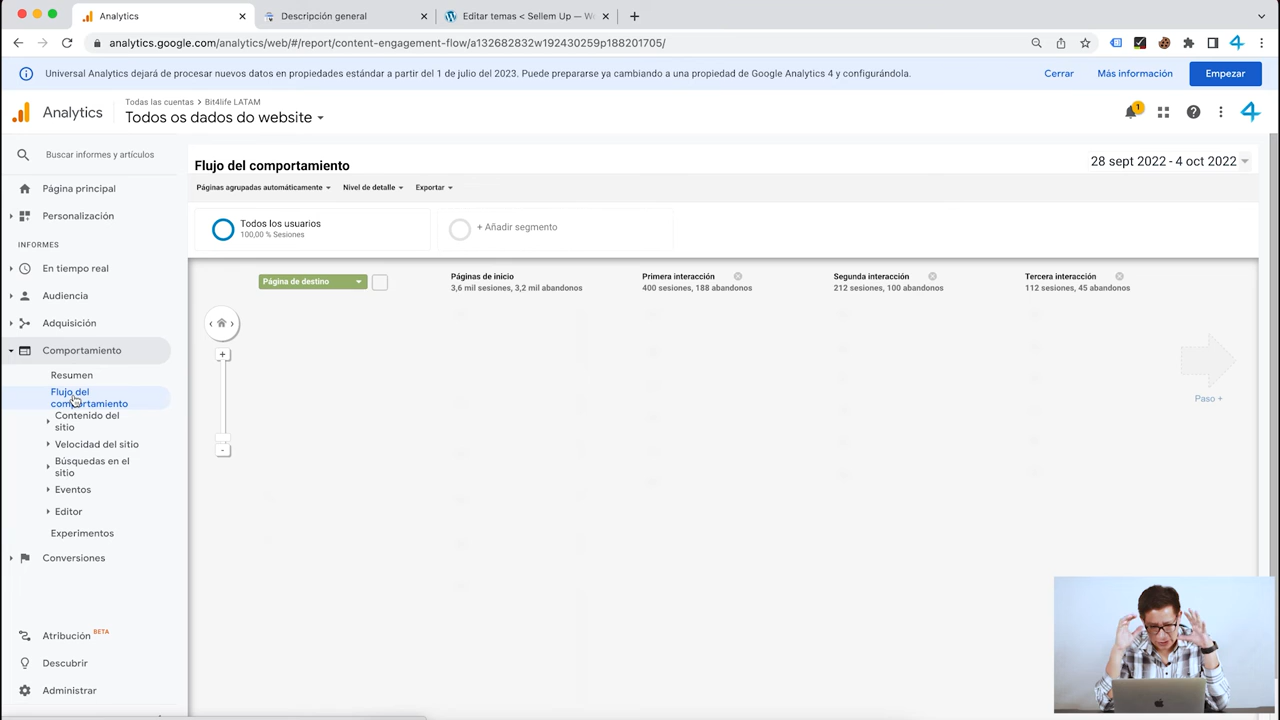 Analytics
Descripción general
Editar temas < Sellem Up — W
analytics.google.com/analytics/web/#/report/content-engagement-flow/a132682832w192430259p188201705/
Universal Analytics dejará de procesar nuevos datos en propiedades estándar a partir del 1 de julio del 2023. Puede prepararse ya cambiando a una propiedad de Google Analytics 4 y configurándola.
Cerrar
Más información
Empezar
Analytics
Todas las cuentas > Bit4life LATAM
Todos os dados do website
1
Buscar informes y artículos
Página principal
Personalización
INFORMES
En tiempo real
Audiencia
Adquisición
Comportamiento
Resumen
Flujo del
comportamiento
Contenido del
sitio
Velocidad del sitio
Búsquedas en el
sitio
Eventos
Editor
Experimentos
Conversiones
Atribución BETA
Descubrir
Administrar
Flujo del comportamiento
28 sept 2022 - 4 oct 2022
Páginas agrupadas automáticamente
Nivel de detalle
Exportar
Todos los usuarios
100,00 % Sesiones
+ Añadir segmento
Página de destino
Páginas de inicio
3,6 mil sesiones, 3,2 mil abandonos
Primera interacción
400 sesiones, 188 abandonos
Segunda interacción
212 sesiones, 100 abandonos
Tercera interacción
112 sesiones, 45 abandonos
+
-
Paso +